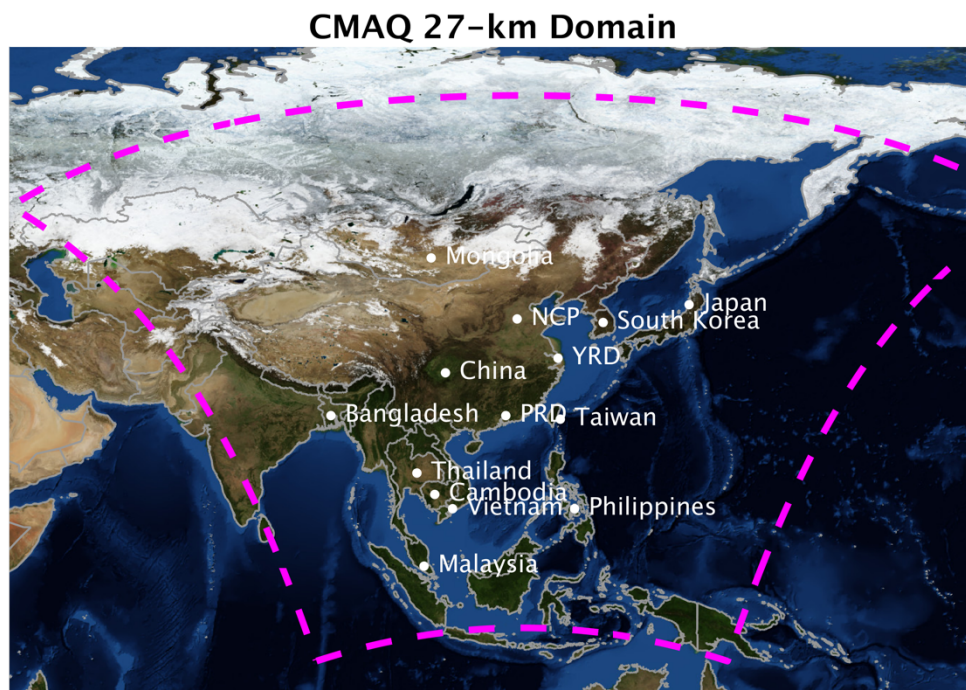 CMAQ 27-km Domain
Mongolia
Japan
NCP
South Korea
YRD
China
Bangladesh
PRD
Taiwan
Thailand
Cambodia
Vietnam
Philippines
Malaysia